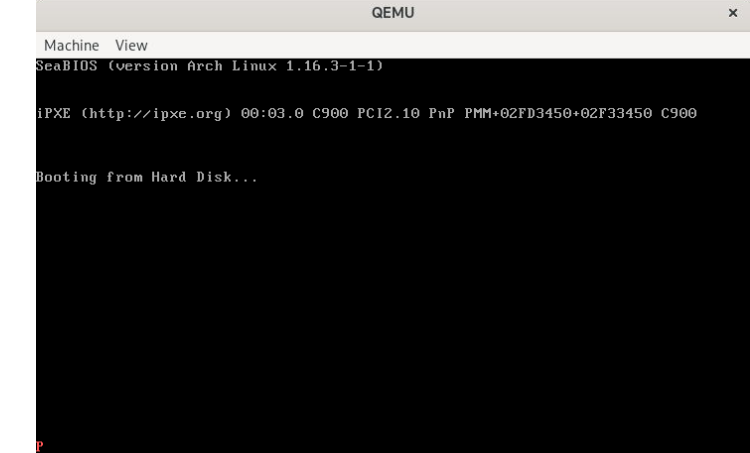 QEMU ×
Machine View
SeaBIOS (version Arch Linux 1.16.3-1-1)
iPXE (http://ipxe.org) 00:03.0 C900 PCI2.10 PnP PMM+02FD3450+02F33450 C900
Booting from Hard Disk...
P